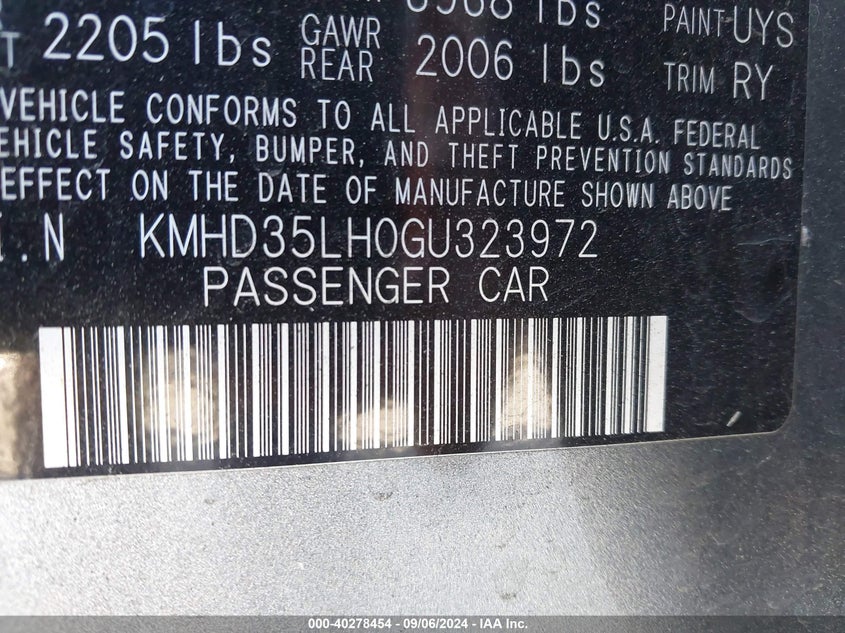 lbs PAINT UYS
2205 lbs GAWR REAR 2006 lbs TRIM RY
VEHICLE CONFORMS TO ALL APPLICABLE U.S.A. FEDERAL
VEHICLE SAFETY, BUMPER, AND THEFT PREVENTION STANDARDS
EFFECT ON THE DATE OF MANUFACTURE SHOWN ABOVE
I.N KMHD35LH0GU323972
PASSENGER CAR
000-40278454 - 09/06/2024 - IAA Inc.